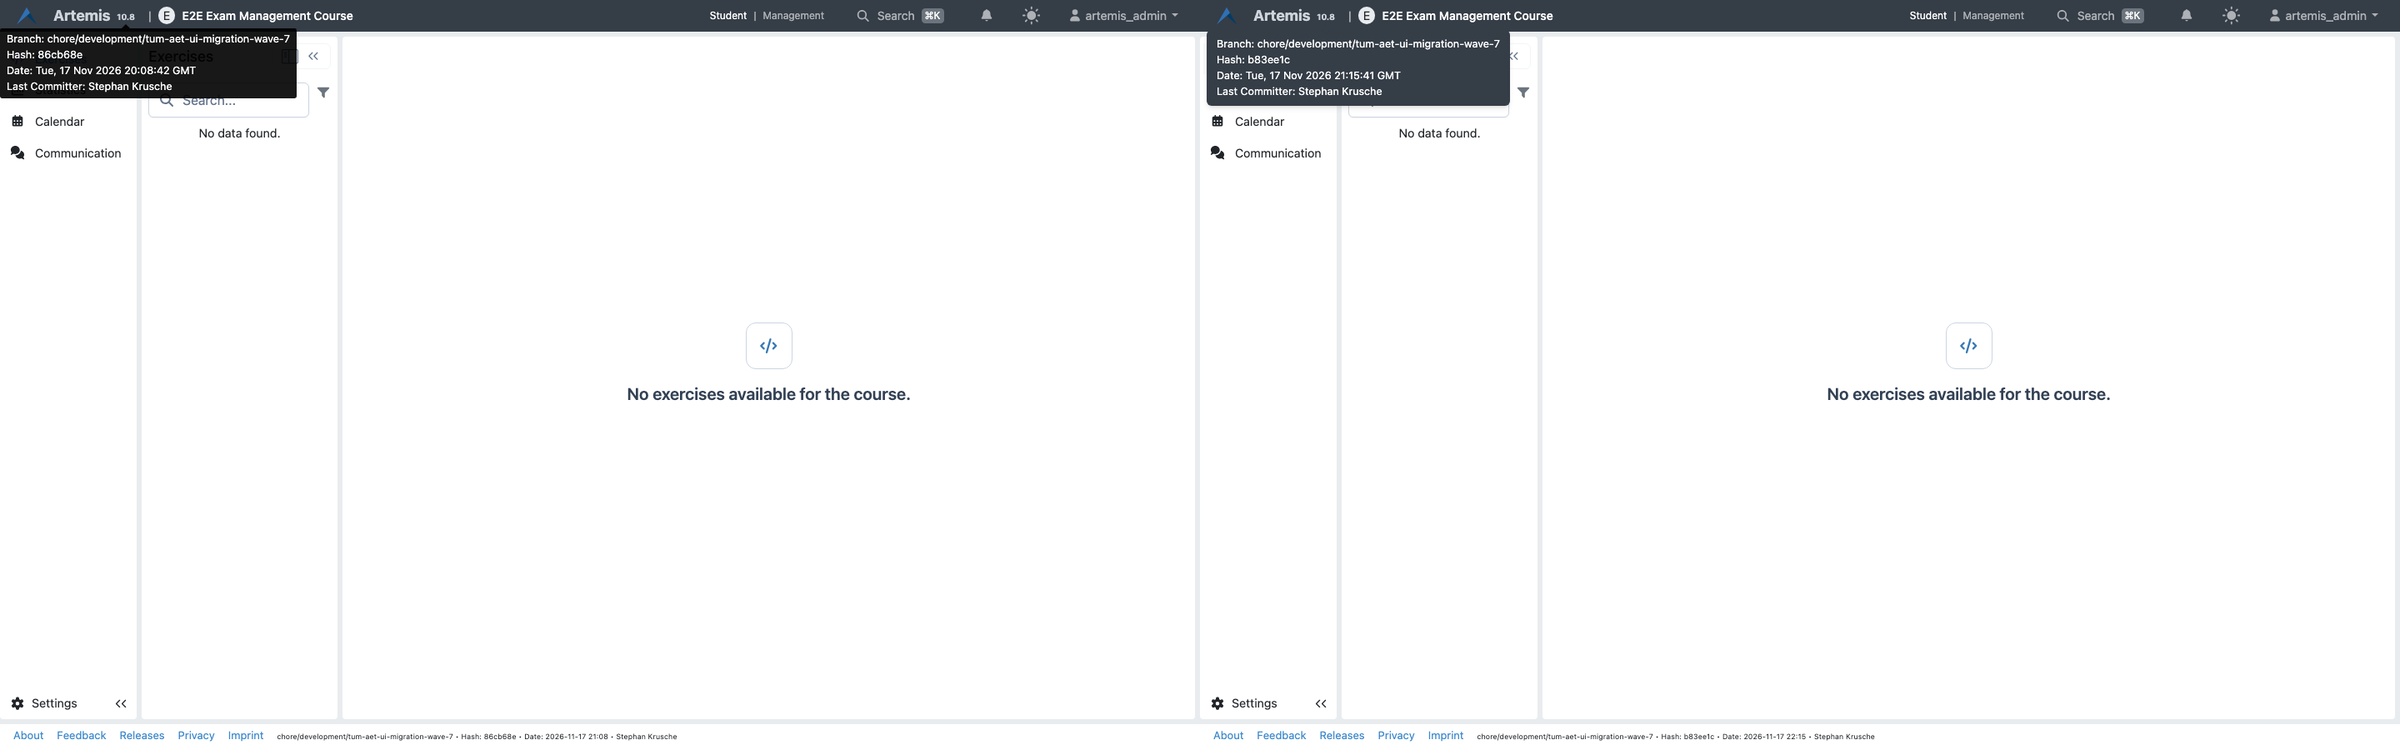 Artemis 10.8 | E E2E Exam Management Course
Student | Management
Search ⌘K
artemis_admin
Branch: chore/development/tum-aet-ui-migration-wave-7
Hash: 86cb68e
Date: Tue, 17 Nov 2026 20:08:42 GMT
Last Committer: Stephan Krusche
Exercises
Search...
Calendar
Communication
No data found.
</>
No exercises available for the course.
Settings
About Feedback Releases Privacy Imprint
chore/development/tum-aet-ui-migration-wave-7 • Hash: 86cb68e • Date: 2026-11-17 21:08 • Stephan Krusche
Artemis 10.8 | E E2E Exam Management Course
Student | Management
Search ⌘K
artemis_admin
Branch: chore/development/tum-aet-ui-migration-wave-7
Hash: b83ee1c
Date: Tue, 17 Nov 2026 21:15:41 GMT
Last Committer: Stephan Krusche
Calendar
Communication
No data found.
</>
No exercises available for the course.
Settings
About Feedback Releases Privacy Imprint
chore/development/tum-aet-ui-migration-wave-7 • Hash: b83ee1c • Date: 2026-11-17 22:15 • Stephan Krusche